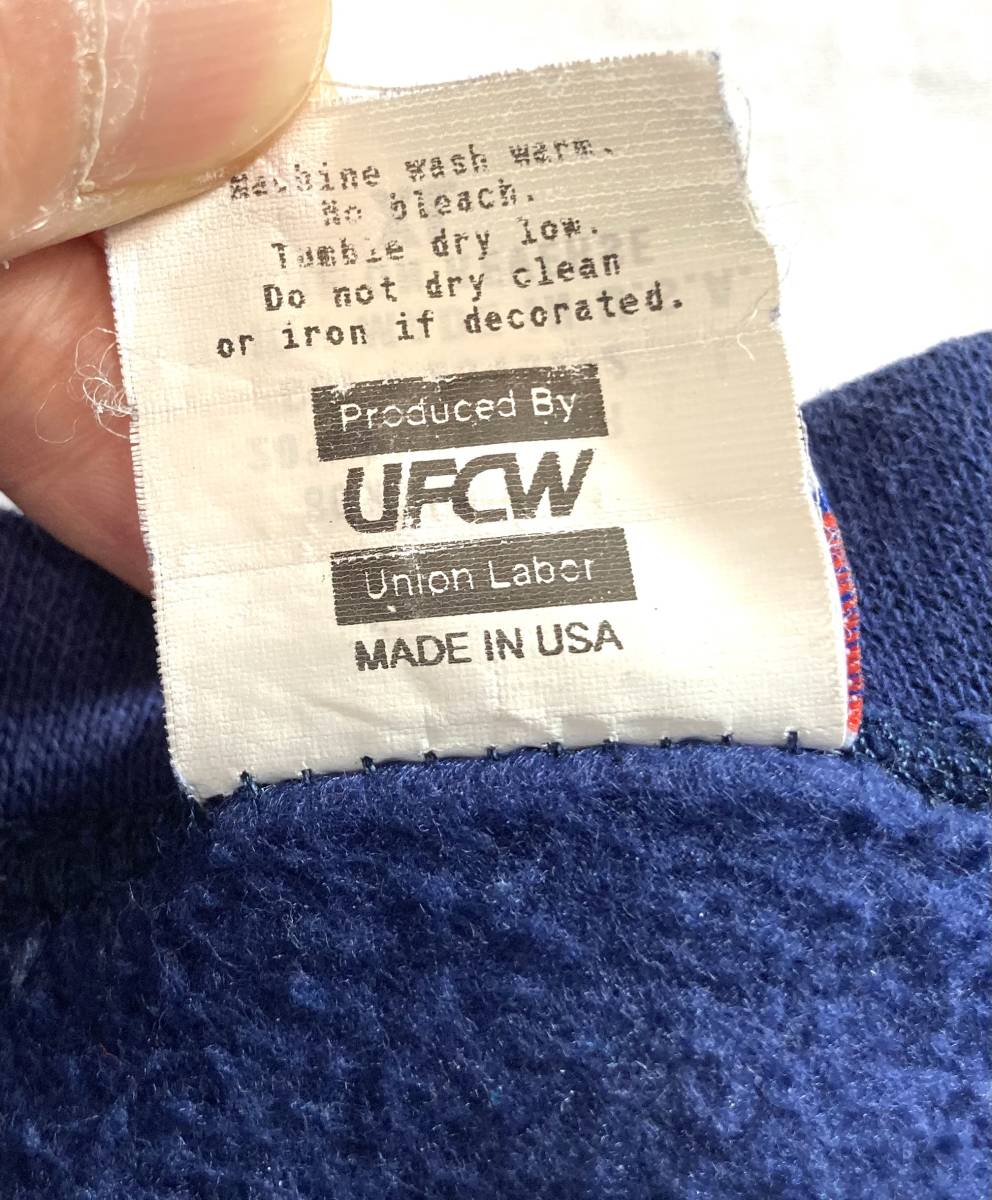 Machine wash warm.
No bleach.
Tumble dry low.
Do not dry clean
or iron if decorated.
Produced By
UFCW
Union Labor
MADE IN USA